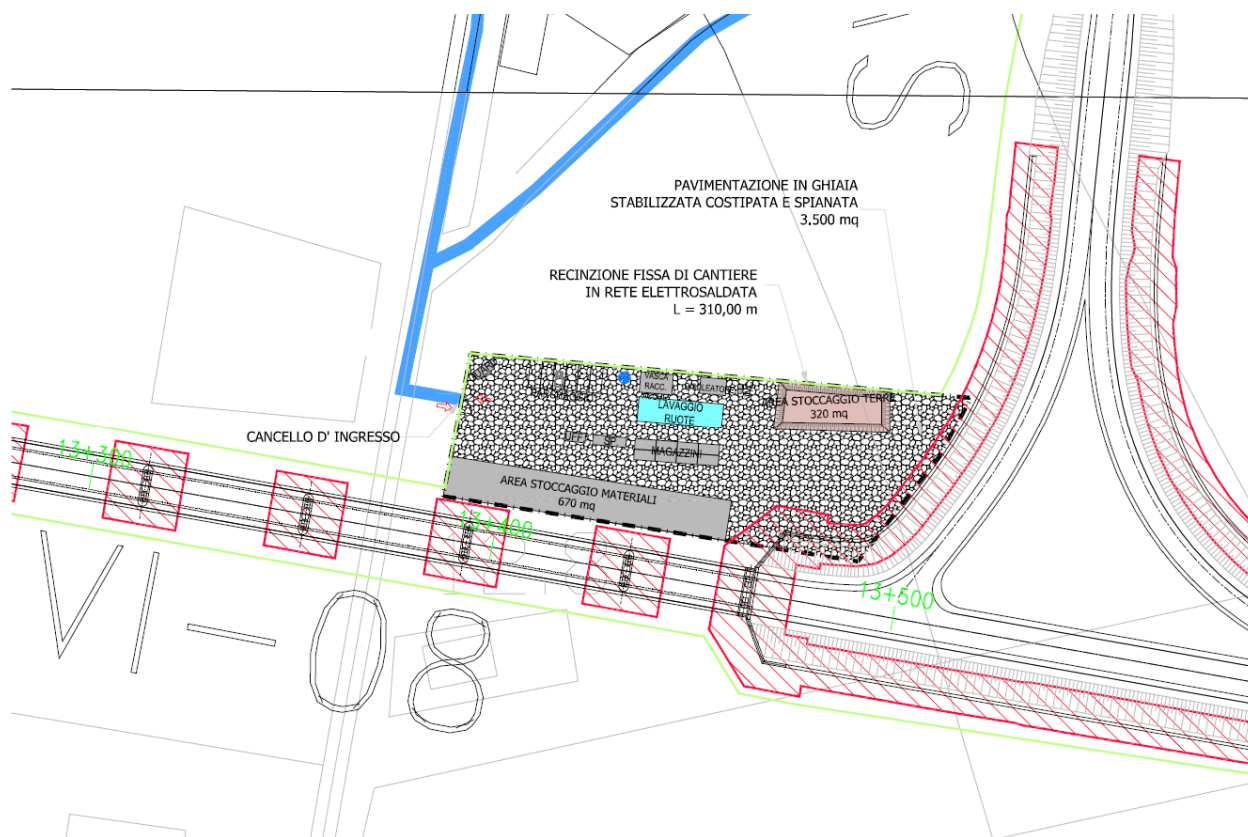 S
PAVIMENTAZIONE IN GHIAIA
STABILIZZATA COSTIPATA E SPIANATA
3.500 mq
RECINZIONE FISSA DI CANTIERE
IN RETE ELETTROSALDATA
L = 310,00 m
VASCA
RACC.
AREA STOCCAGGIO TERRE
320 mq
LAVAGGIO
RUOTE
CANCELLO D' INGRESSO
UFF.
MAGAZZINI
AREA STOCCAGGIO MATERIALI
670 mq
13+300
13+400
13+500
VI-08